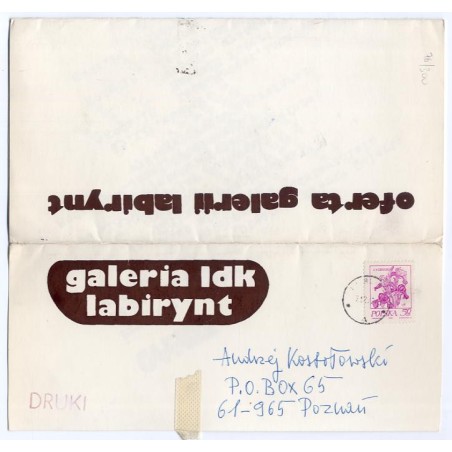 oferta galerii labirynt
galeria ldk
labirynt
POLSKA
Andrzej Kostołowski
P.O.BOX 65
61-965 Poznań
DRUKI